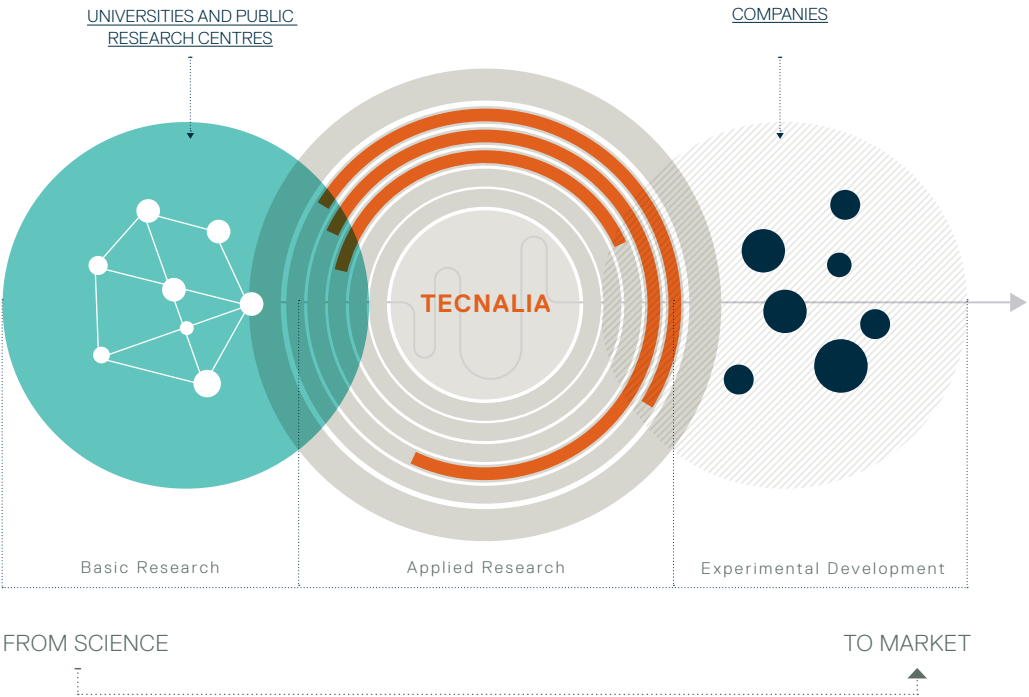 UNIVERSITIES AND PUBLIC
RESEARCH CENTRES
COMPANIES
TECNALIA
Basic Research
Applied Research
Experimental Development
FROM SCIENCE
TO MARKET